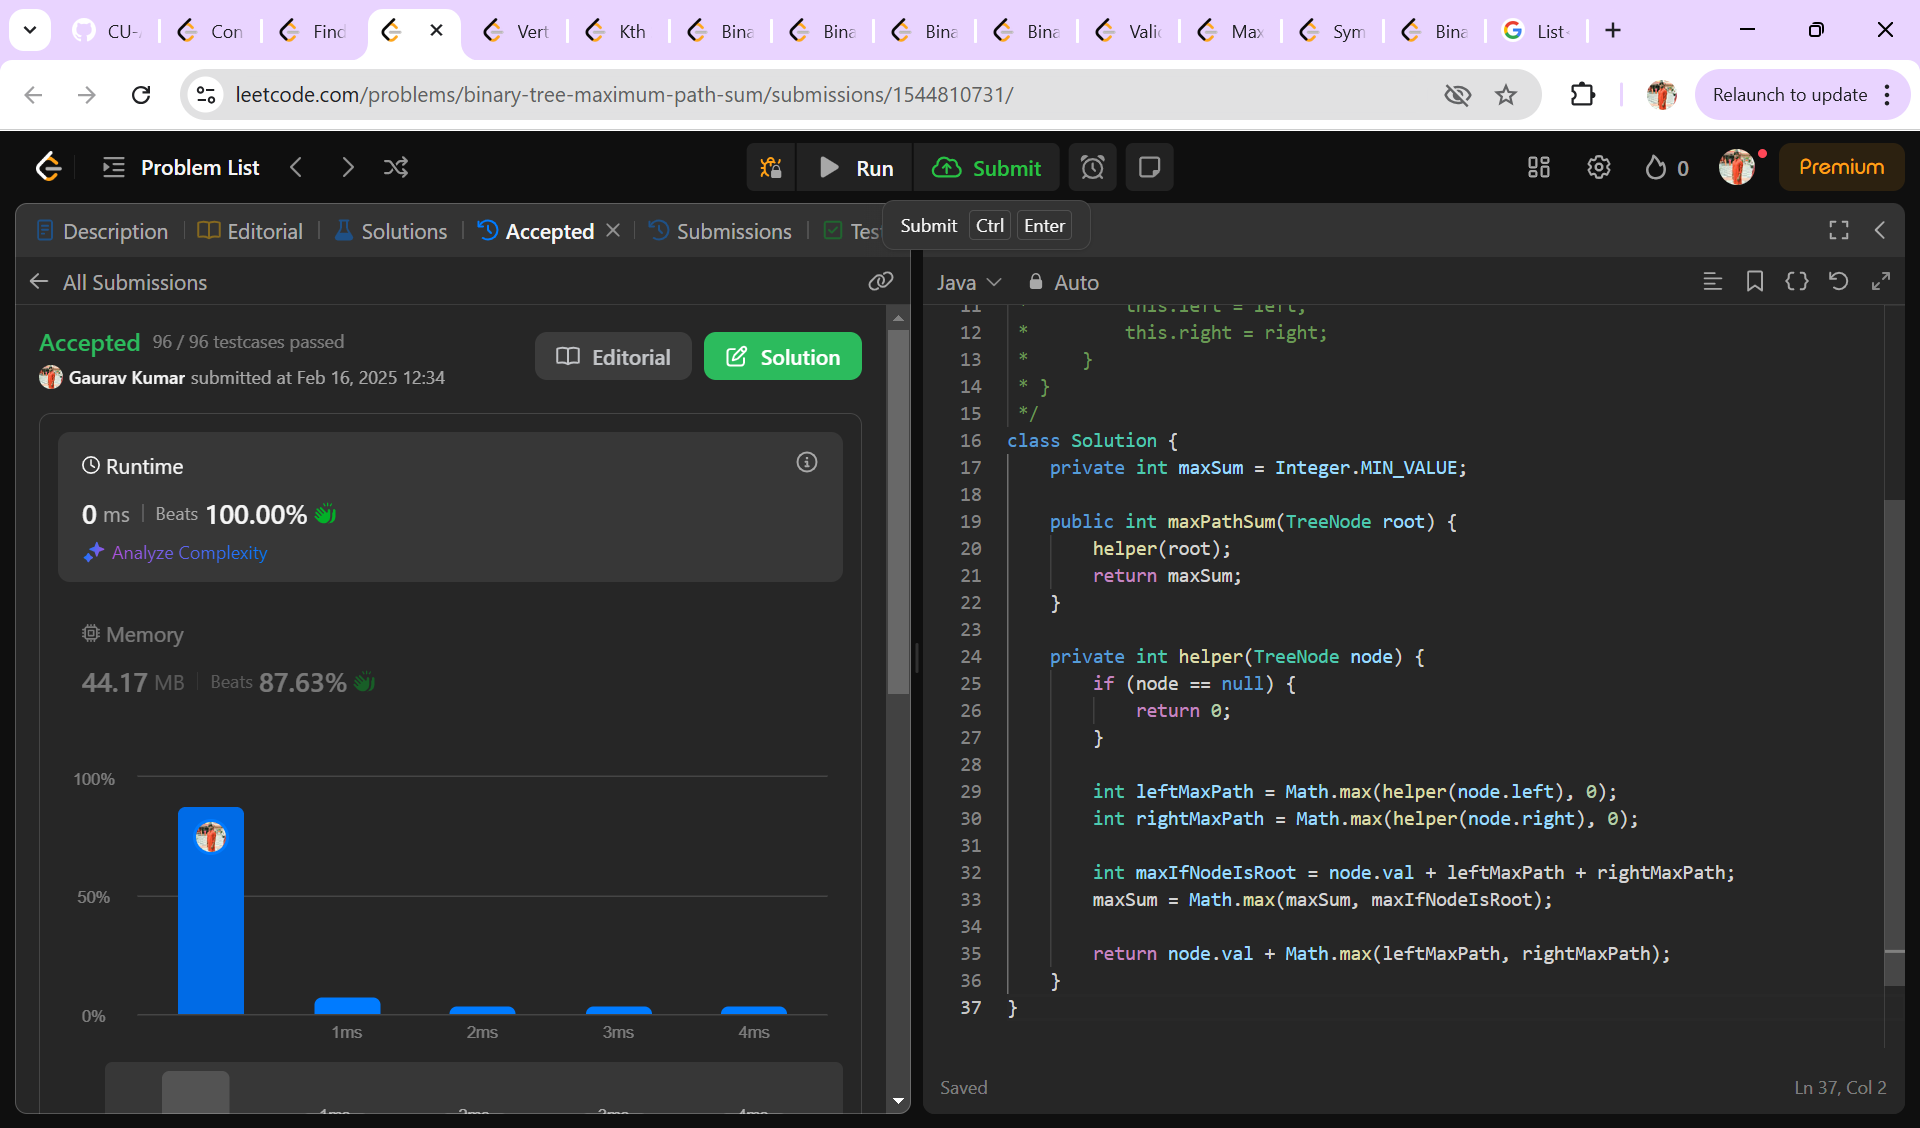 CU-
Con
Find
Vert
Kth
Bina
Bina
Bina
Bina
Valid
Max
Sym
Bina
List
leetcode.com/problems/binary-tree-maximum-path-sum/submissions/1544810731/
Relaunch to update
Problem List
Run
Submit
0
Premium
Description
Editorial
Solutions
Accepted
Submissions
Tes
Submit Ctrl Enter
All Submissions
Java
Auto
Accepted 96 / 96 testcases passed
Gaurav Kumar submitted at Feb 16, 2025 12:34
Editorial
Solution
Runtime
0 ms Beats 100.00%
Analyze Complexity
Memory
44.17 MB Beats 87.63%
100%
50%
0%
1ms
2ms
3ms
4ms
1ms
2ms
3ms
4ms
11 * this.left = left;
12 * this.right = right;
13 * }
14 * }
15 */
16 class Solution {
17 private int maxSum = Integer.MIN_VALUE;
18
19 public int maxPathSum(TreeNode root) {
20 helper(root);
21 return maxSum;
22 }
23
24 private int helper(TreeNode node) {
25 if (node == null) {
26 return 0;
27 }
28
29 int leftMaxPath = Math.max(helper(node.left), 0);
30 int rightMaxPath = Math.max(helper(node.right), 0);
31
32 int maxIfNodeIsRoot = node.val + leftMaxPath + rightMaxPath;
33 maxSum = Math.max(maxSum, maxIfNodeIsRoot);
34
35 return node.val + Math.max(leftMaxPath, rightMaxPath);
36 }
37 }
Saved
Ln 37, Col 2